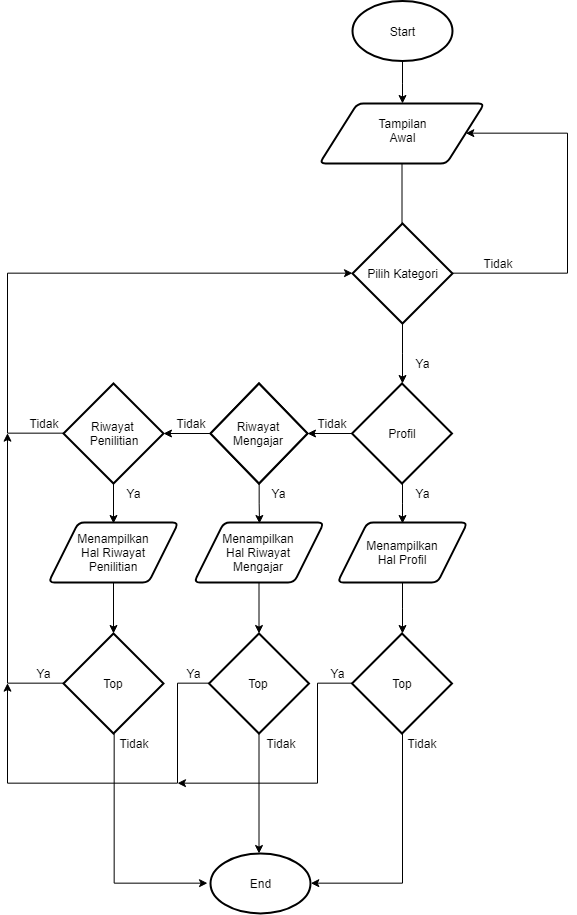 Start
Tampilan
Awal
Pilih Kategori
Tidak
Ya
Profil
Tidak
Riwayat
Mengajar
Tidak
Riwayat
Penilitian
Tidak
Ya
Ya
Ya
Menampilkan
Hal Riwayat
Penilitian
Menampilkan
Hal Riwayat
Mengajar
Menampilkan
Hal Profil
Ya
Top
Ya
Top
Ya
Top
Tidak
Tidak
Tidak
End